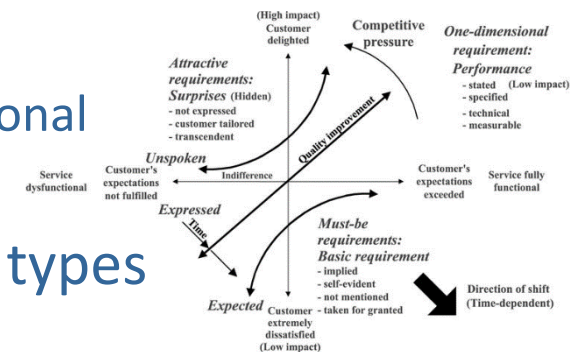 (High impact)
Customer
delighted
Competitive
pressure
One-dimensional
requirement:
Performance
- stated (Low impact)
- specified
- technical
- measurable
Attractive
requirements:
Surprises (Hidden)
- not expressed
- customer tailored
- transcendent
onal
Unspoken
Quality improvement
Service
dysfunctional
Customer's
expectations
not fulfilled
Indifference
Customer's
expectations
exceeded
Service fully
functional
Expressed
Time
types
Must-be
requirements:
Basic requirement
- implied
- self-evident
- not mentioned
- taken for granted
Expected
Customer
extremely
dissatisfied
(Low impact)
Direction of shift
(Time-dependent)